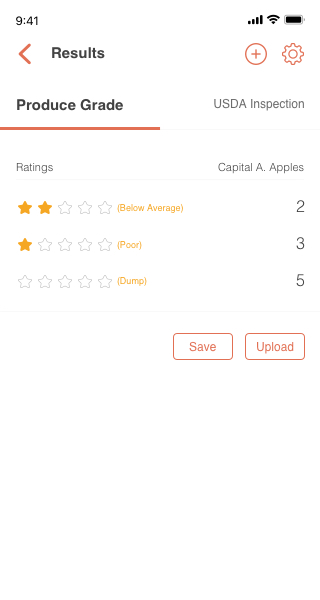 9:41
Results
Produce Grade
USDA Inspection
Ratings
Capital A. Apples
(Below Average)
2
(Poor)
3
(Dump)
5
Save
Upload